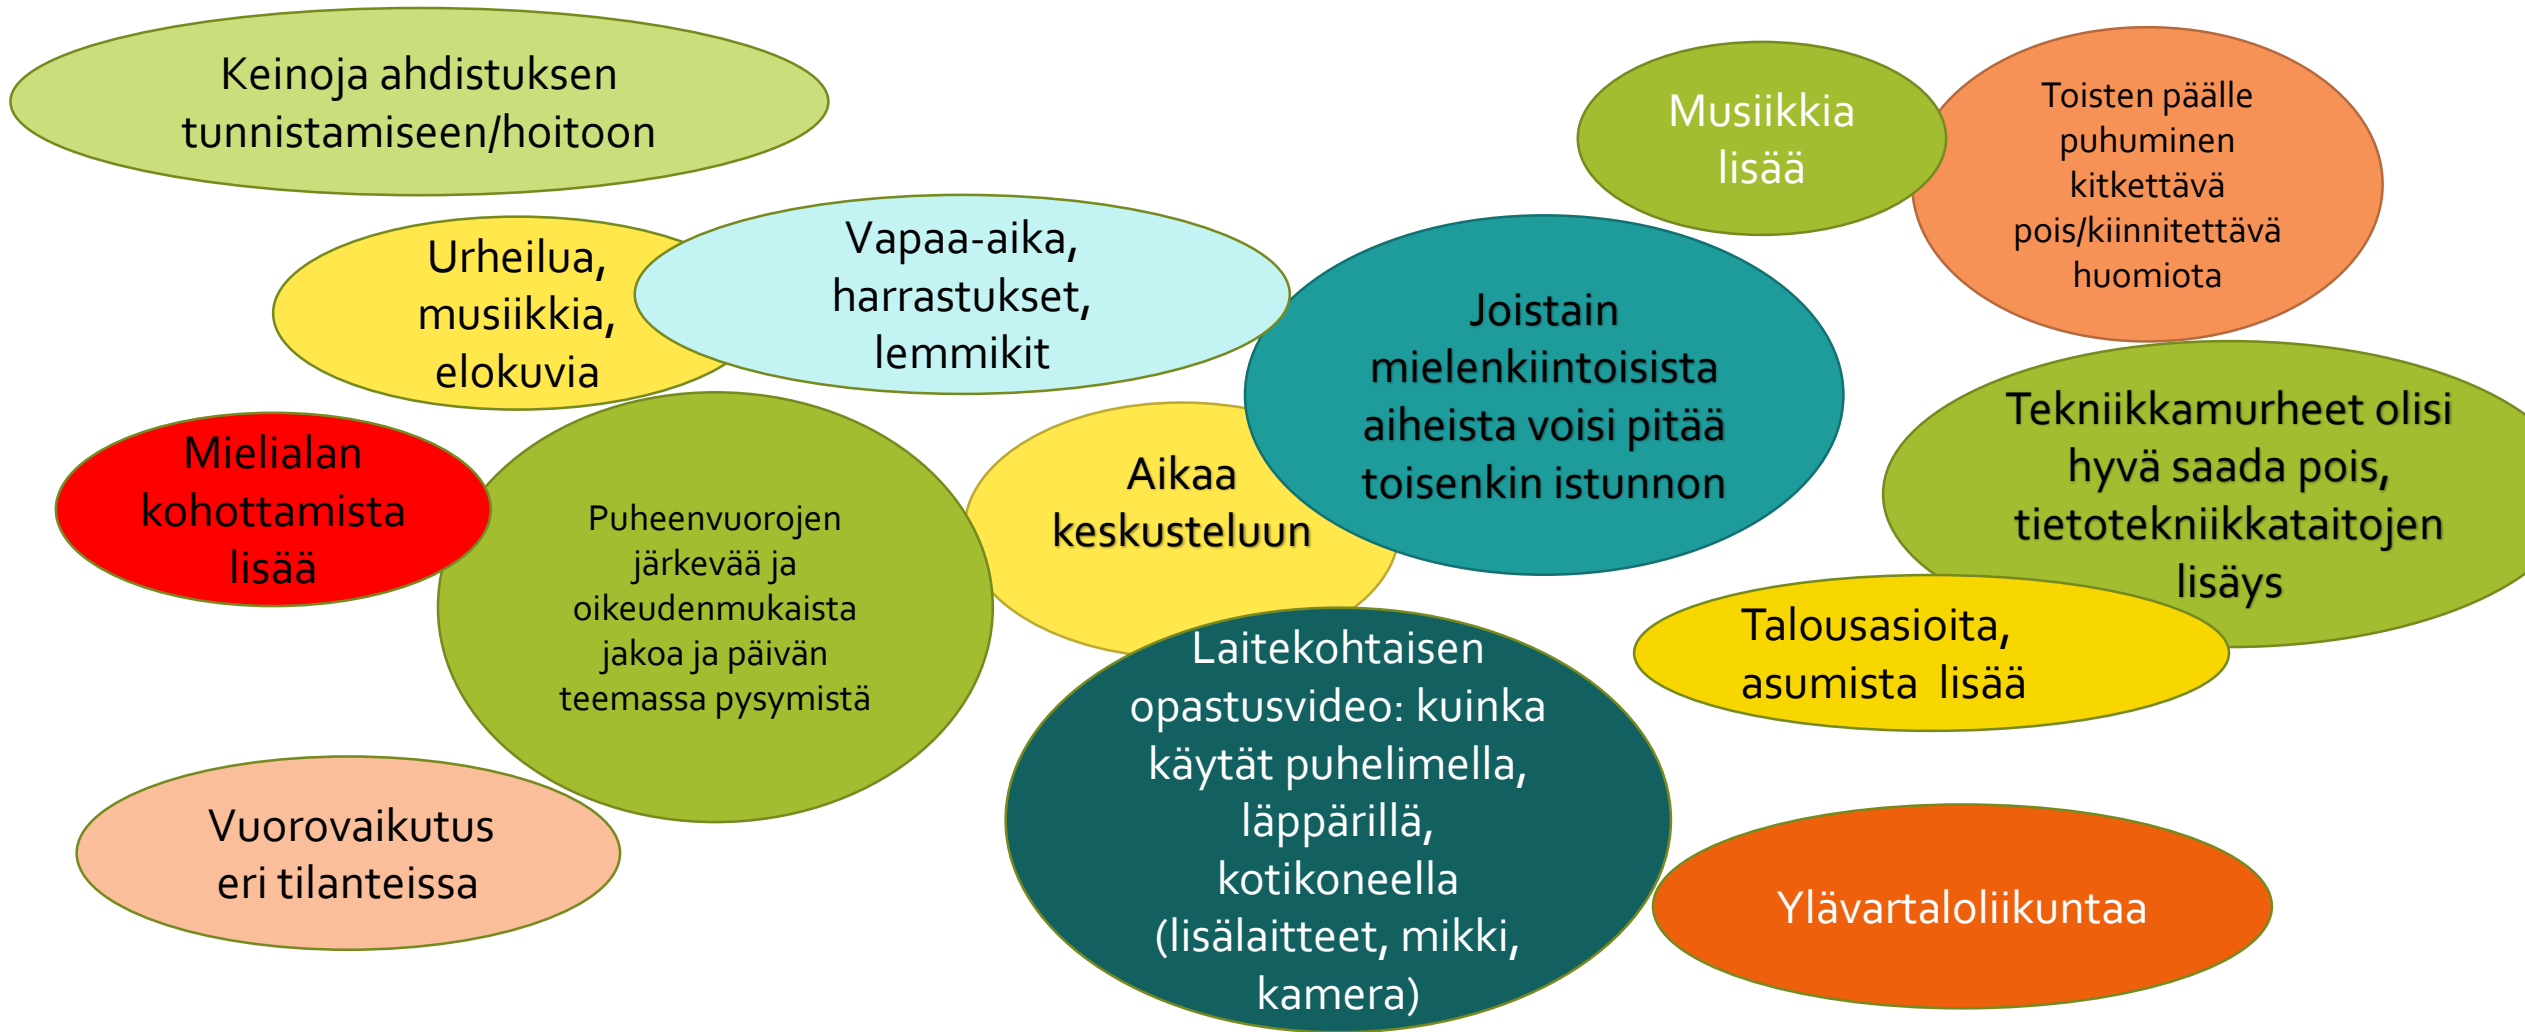 Keinoja ahdistuksen
tunnistamiseen/hoitoon
Musiikkia
lisää
Toisten päälle
puhuminen
kitkettävä
pois/kiinnitettävä
huomiota
Urheilua,
musiikkia,
elokuvia
Vapaa-aika,
harrastukset,
lemmikit
Joistain
mielenkiintoisista
aiheista voisi pitää
toisenkin istunnon
Tekniikkamurheet olisi
hyvä saada pois,
tietotekniikkataitojen
lisäys
Mielialan
kohottamista
lisää
Puheenvuorojen
järkevää ja
oikeudenmukaista
jakoa ja päivän
teemassa pysymistä
Aikaa
keskusteluun
Talousasioita,
asumista  lisää
Laitekohtaisen
opastusvideo: kuinka
käytät puhelimella,
läppärillä,
kotikoneella
(lisälaitteet, mikki,
kamera)
Vuorovaikutus
eri tilanteissa
Ylävartaloliikuntaa